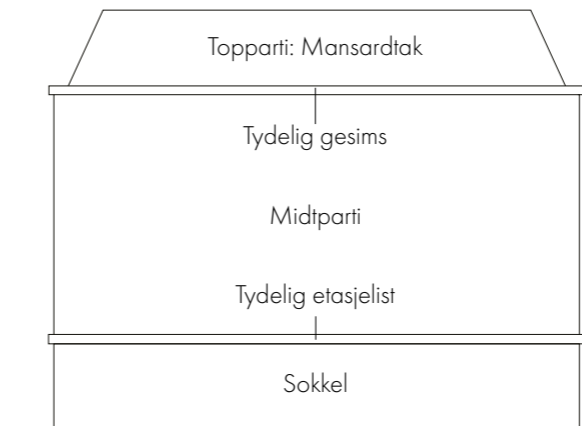 Topparti: Mansardtak
Tydelig gesims
Midtparti
Tydelig etasjelist
Sokkel